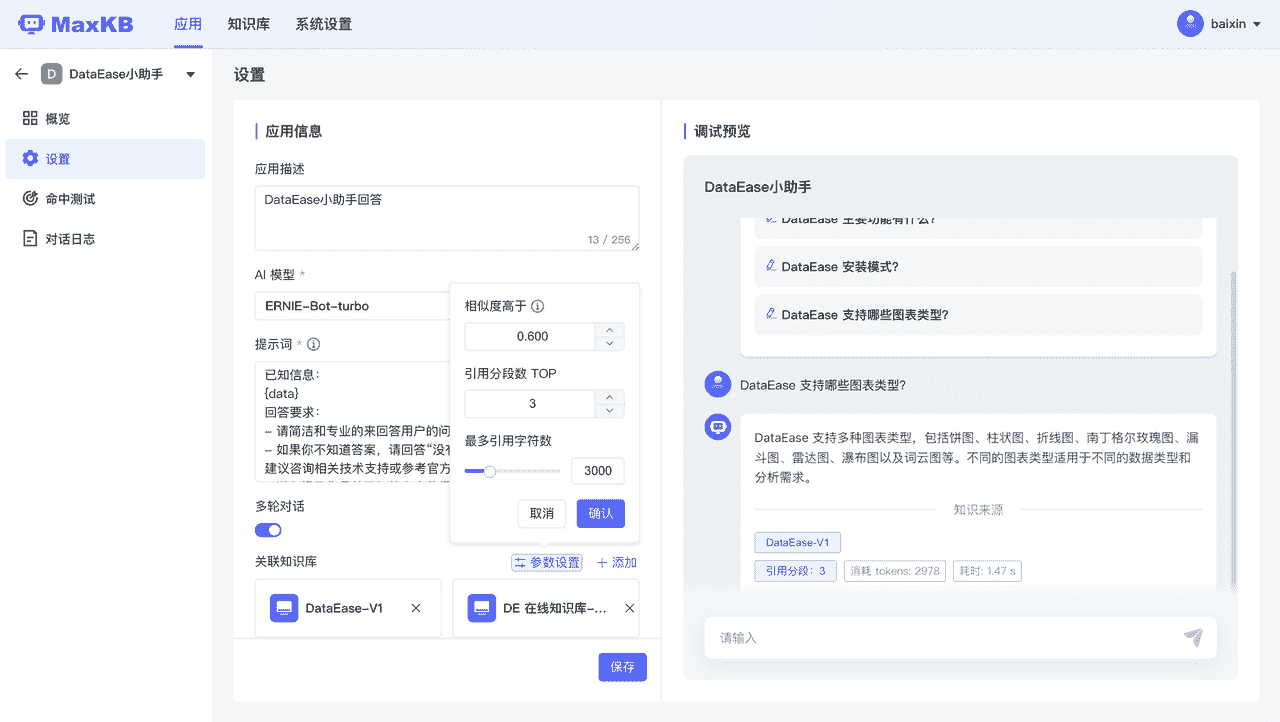 MaxKB
应用
知识库
系统设置
baixin
D
DataEase小助手
概览
设置
命中测试
对话日志
设置
应用信息
应用描述
DataEase小助手回答
13 / 256
AI 模型 *
ERNIE-Bot-turbo
提示词 *
已知信息：
{data}
回答要求：
- 请简洁和专业的来回答用户的问
- 如果你不知道答案，请回答“没有
建议咨询相关技术支持或参考官方
多轮对话
关联知识库
参数设置
添加
DataEase-V1
DE 在线知识库-...
保存
相似度高于
0.600
引用分段数 TOP
3
最多引用字符数
3000
取消
确认
调试预览
DataEase小助手
DataEase 主要功能有什么?
DataEase 安装模式?
DataEase 支持哪些图表类型?
DataEase 支持哪些图表类型?
DataEase 支持多种图表类型，包括饼图、柱状图、折线图、南丁格尔玫瑰图、漏
斗图、雷达图、瀑布图以及词云图等。不同的图表类型适用于不同的数据类型和
分析需求。
知识来源
DataEase-V1
引用分段：3
消耗 tokens: 2978
耗时: 1.47 s
请输入